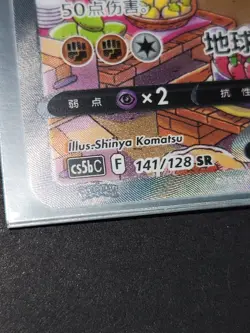 50点伤害。
地球
弱点 ×2 抗性
illus.Shinya Komatsu
cs5bC F 141/128 SR